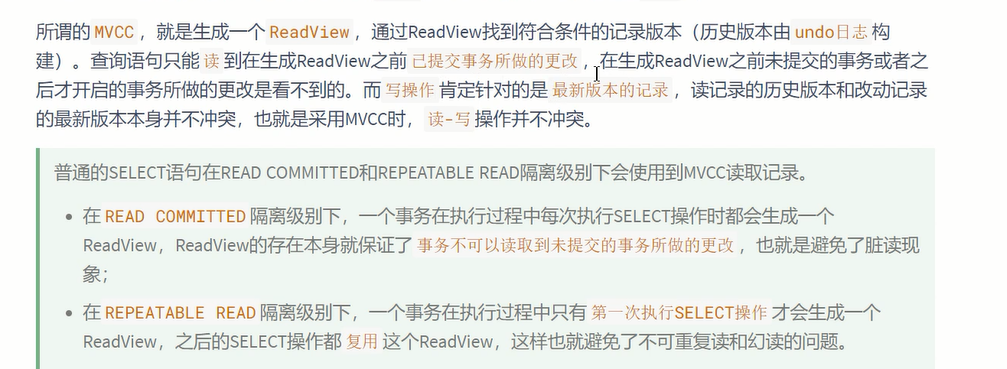 所谓的 MVCC ，就是生成一个 ReadView ，通过ReadView找到符合条件的记录版本（历史版本由 undo日志 构
建）。查询语句只能 读 到在生成ReadView之前 已提交事务所做的更改 ，在生成ReadView之前未提交的事务或者之
后才开启的事务所做的更改是看不到的。而 写操作 肯定针对的是 最新版本的记录 ，读记录的历史版本和改动记录
的最新版本本身并不冲突，也就是采用MVCC时， 读-写 操作并不冲突。
普通的SELECT语句在READ COMMITTED和REPEATABLE READ隔离级别下会使用到MVCC读取记录。
• 在 READ COMMITTED 隔离级别下，一个事务在执行过程中每次执行SELECT操作时都会生成一个
ReadView，ReadView的存在本身就保证了 事务不可以读取到未提交的事务所做的更改 ，也就是避免了脏读现
象；
• 在 REPEATABLE READ 隔离级别下，一个事务在执行过程中只有 第一次执行SELECT操作 才会生成一个
ReadView，之后的SELECT操作都 复用 这个ReadView，这样也就避免了不可重复读和幻读的问题。